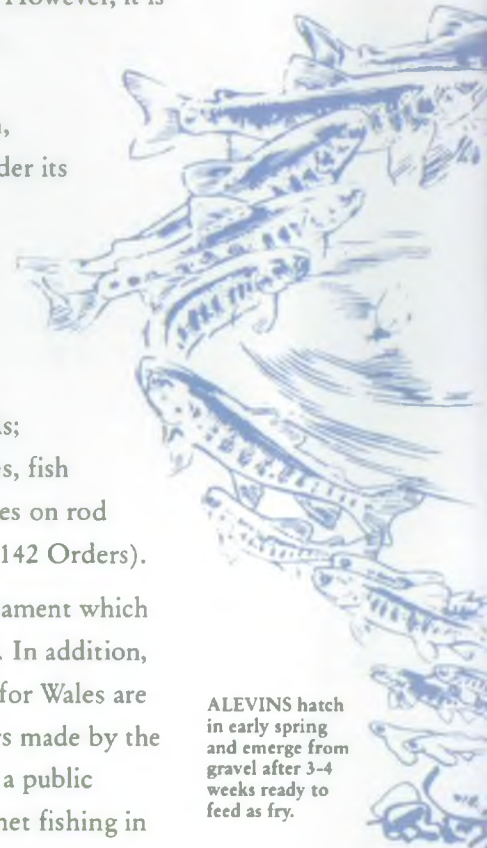 However, it is
der its
s;
s, fish
es on rod
142 Orders).
ament which
. In addition,
for Wales are
rs made by the
a public
net fishing in
ALEVINS hatch
in early spring
and emerge from
gravel after 3-4
weeks ready to
feed as fry.